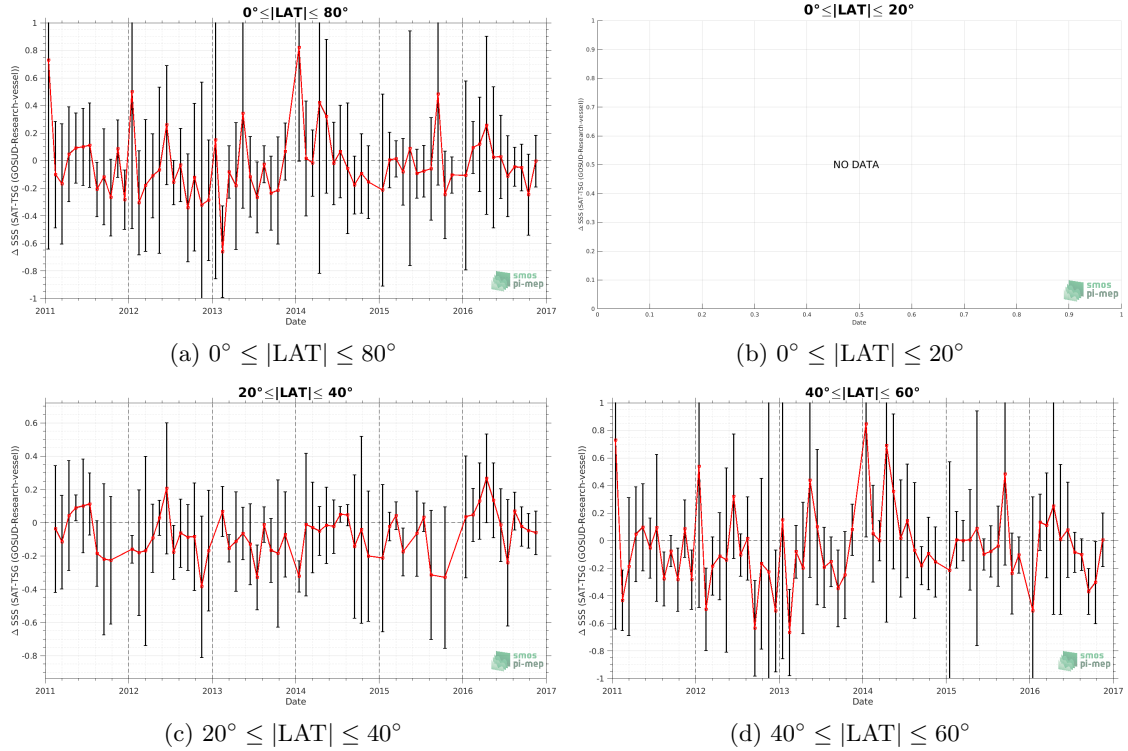 0°≤|LAT|≤ 80°
Δ SSS (SAT-TSG (GOSUD-Research-vessel))
1
0.8
0.6
0.4
0.2
0
-0.2
-0.4
-0.6
-0.8
-1
2011 2012 2013 2014 2015 2016 2017
Date
smos
pi-mep
(a) 0° ≤ |LAT| ≤ 80°
0°≤|LAT|≤ 20°
Δ SSS (SAT-TSG (GOSUD-Research-vessel))
1
0.9
0.8
0.7
0.6
0.5
0.4
0.3
0.2
0.1
0
NO DATA
0 0.1 0.2 0.3 0.4 0.5 0.6 0.7 0.8 0.9 1
Date
smos
pi-mep
(b) 0° ≤ |LAT| ≤ 20°
20°≤|LAT|≤ 40°
Δ SSS (SAT-TSG (GOSUD-Research-vessel))
0.6
0.4
0.2
0
-0.2
-0.4
-0.6
-0.8
2011 2012 2013 2014 2015 2016 2017
Date
smos
pi-mep
(c) 20° ≤ |LAT| ≤ 40°
40°≤|LAT|≤ 60°
Δ SSS (SAT-TSG (GOSUD-Research-vessel))
1
0.8
0.6
0.4
0.2
0
-0.2
-0.4
-0.6
-0.8
-1
2011 2012 2013 2014 2015 2016 2017
Date
smos
pi-mep
(d) 40° ≤ |LAT| ≤ 60°